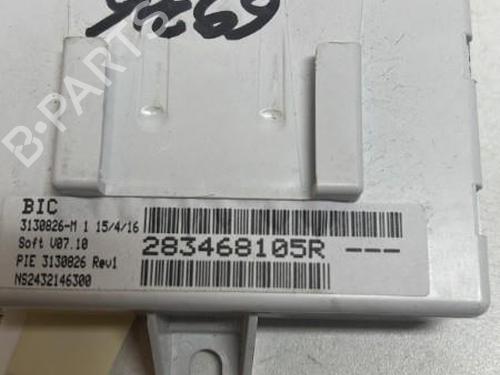 B-PARTS
BIC
3130826-M 1 15/4/16
Soft V07.10
283468105R ---
PIE 3130826 Rev1
NS2432146300